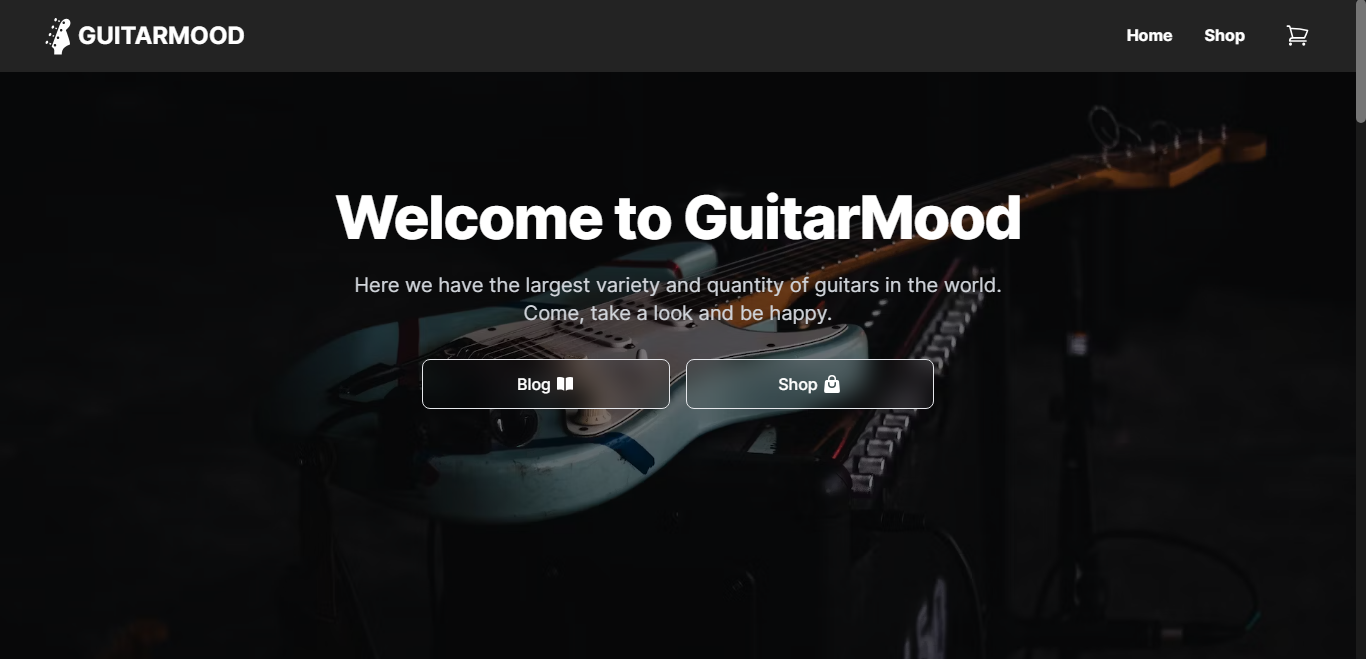 GUITARMOOD
Home
Shop
Welcome to GuitarMood
Here we have the largest variety and quantity of guitars in the world.
Come, take a look and be happy.
Blog
Shop